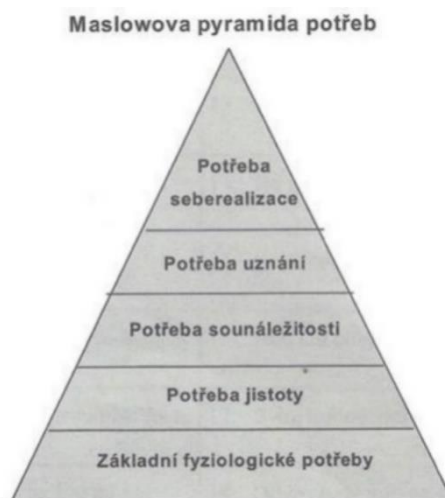 Maslowova pyramida potřeb
Potřeba
seberealizace
Potřeba uznání
Potřeba sounáležitosti
Potřeba jistoty
Základní fyziologické potřeby